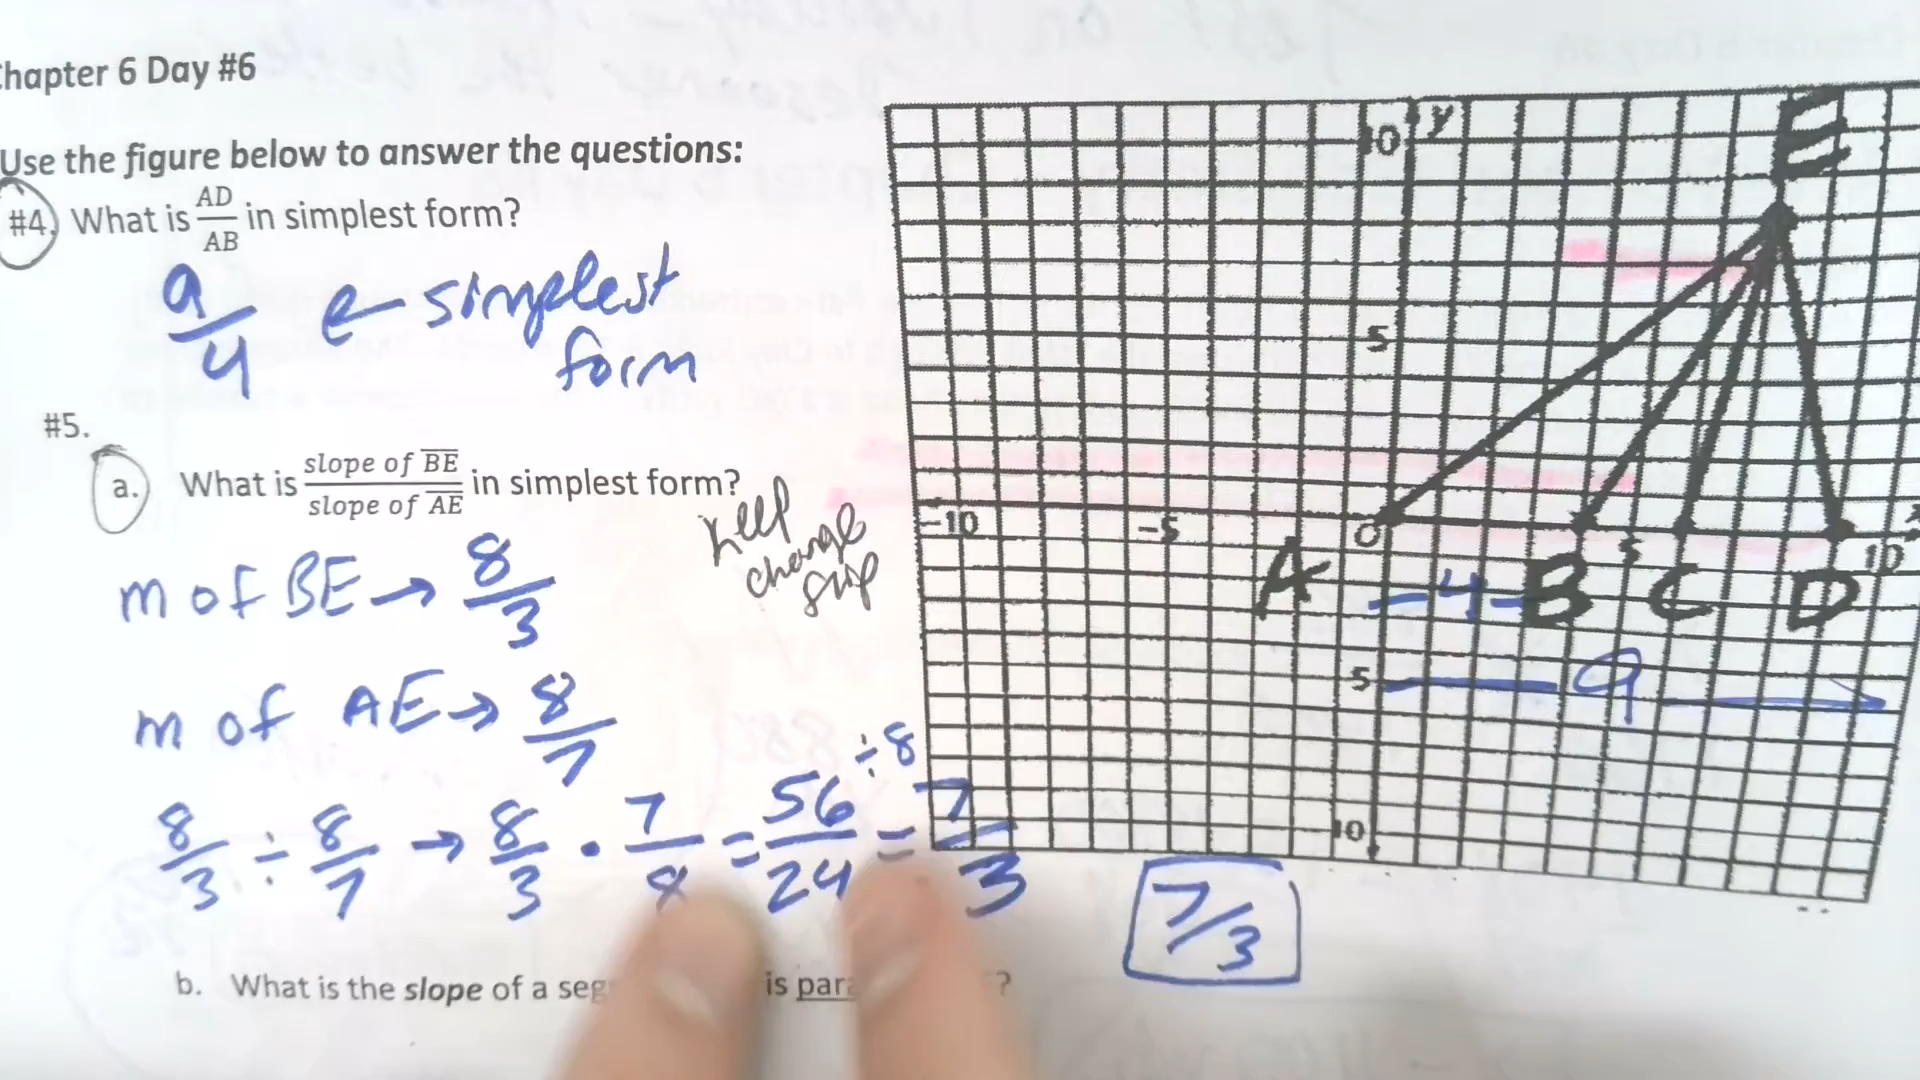 hapter 6 Day #6
Use the figure below to answer the questions:
#4. What is AD/AB in simplest form?
9/4 ← simplest form
#5.
a. What is slope of BE/slope of AE in simplest form?
keep
change
flip
m of BE → 8/3
m of AE → 8/7
8/3 ÷ 8/7 → 8/3 · 7/8 = 56/24 ÷8 = 7/3
7/3
b. What is the slope of a is ?
10 y
E
5
-10 -5 0 5 10
A -4- B C D
5 9
10